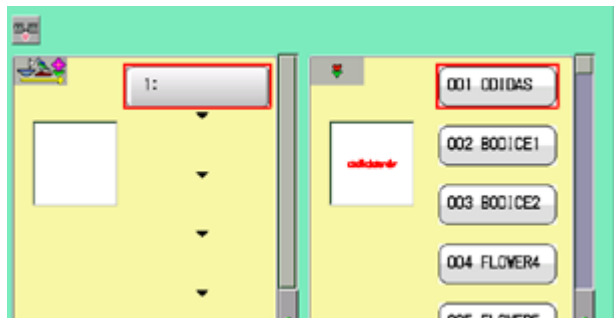 1:
001 ODIDAS
002 BODICE1
003 BODICE2
004 FLOWER4